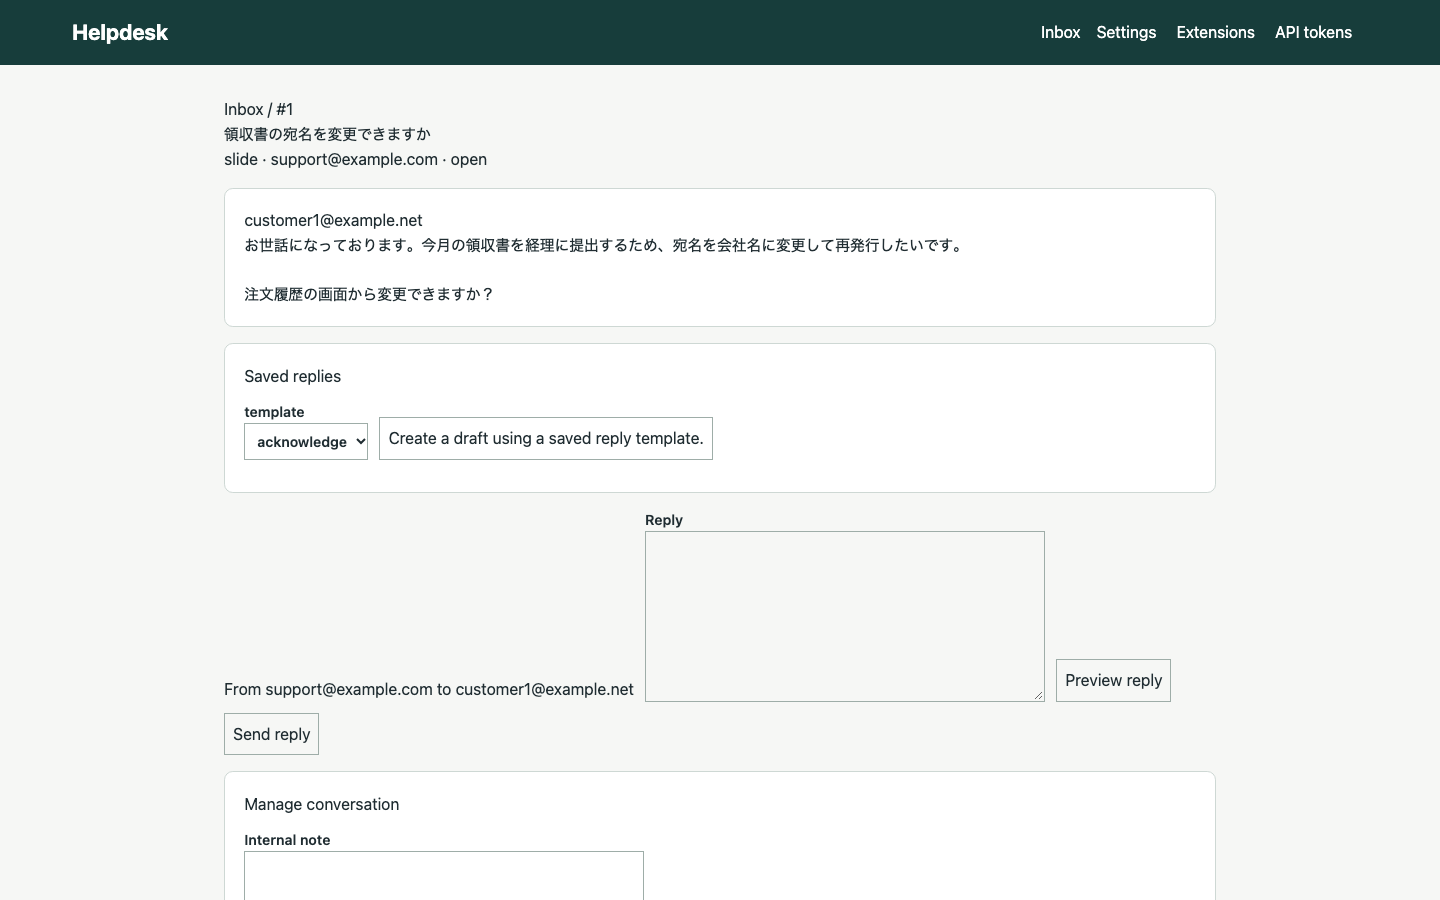 Helpdesk
Inbox Settings Extensions API tokens
Inbox / #1
領収書の宛名を変更できますか
slide · support@example.com · open
customer1@example.net
お世話になっております。今月の領収書を経理に提出するため、宛名を会社名に変更して再発行したいです。
注文履歴の画面から変更できますか？
Saved replies
template
acknowledge
Create a draft using a saved reply template.
Reply
From support@example.com to customer1@example.net
Preview reply
Send reply
Manage conversation
Internal note